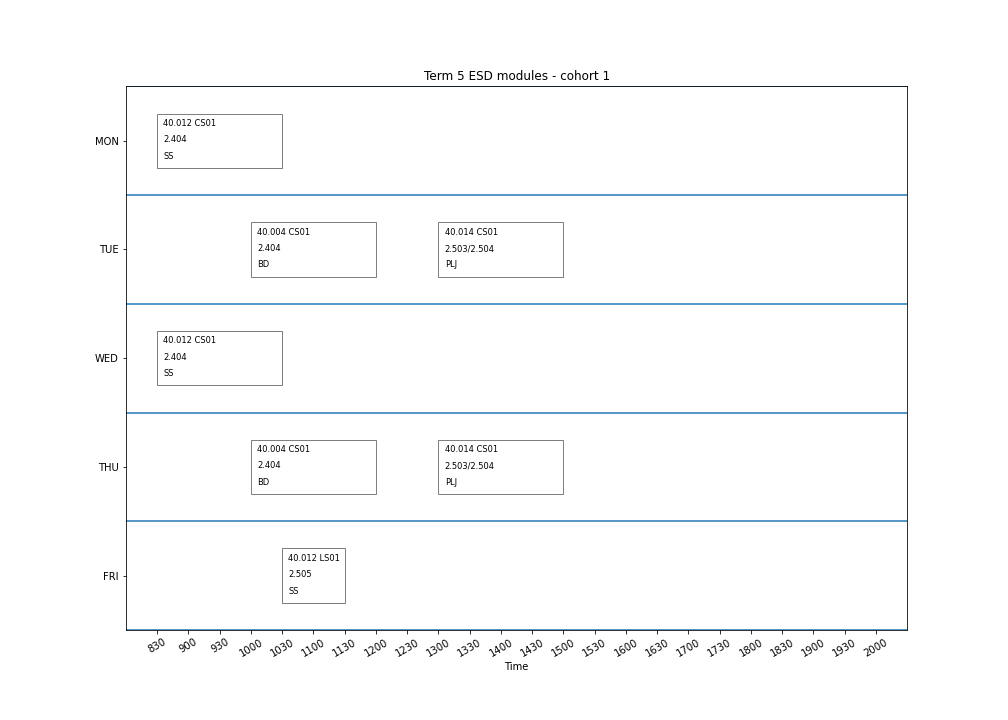 Term 5 ESD modules - cohort 1
MON
40.012 CS01
2.404
SS
TUE
40.004 CS01
2.404
BD
40.014 CS01
2.503/2.504
PLJ
WED
40.012 CS01
2.404
SS
THU
40.004 CS01
2.404
BD
40.014 CS01
2.503/2.504
PLJ
FRI
40.012 LS01
2.505
SS
830 900 930 1000 1030 1100 1130 1200 1230 1300 1330 1400 1430 1500 1530 1600 1630 1700 1730 1800 1830 1900 1930 2000
Time